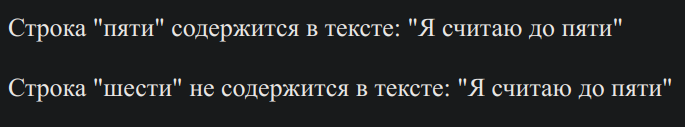 Строка "пяти" содержится в тексте: "Я считаю до пяти"
Строка "шести" не содержится в тексте: "Я считаю до пяти"